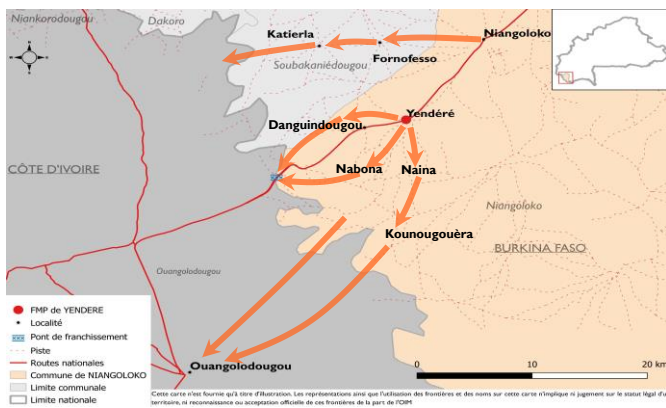 Niankorodougou
Dakoro
Katierla
Niangoloko
Fornofesso
Soubakaniédougou
Yendéré
Danguindougou
CÔTE D'IVOIRE
Nabona
Naina
Niangoloko
Kounougouèra
BURKINA FASO
Ouangolodougou
FMP de YENDERE
Localité
Pont de franchissement
Piste
Routes nationales
Commune de NIANGOLOKO
Limite communale
Limite nationale
Ouangolodougou
0 10 20 km
Cette carte n'est fournie qu'à titre d'illustration. Les représentations ainsi que l'utilisation des frontières et des noms sur cette carte n'implique ni jugement sur le statut légal d'u
territoire, ni reconnaissance ou acceptation officielle de ces frontières de la part de l'OIM